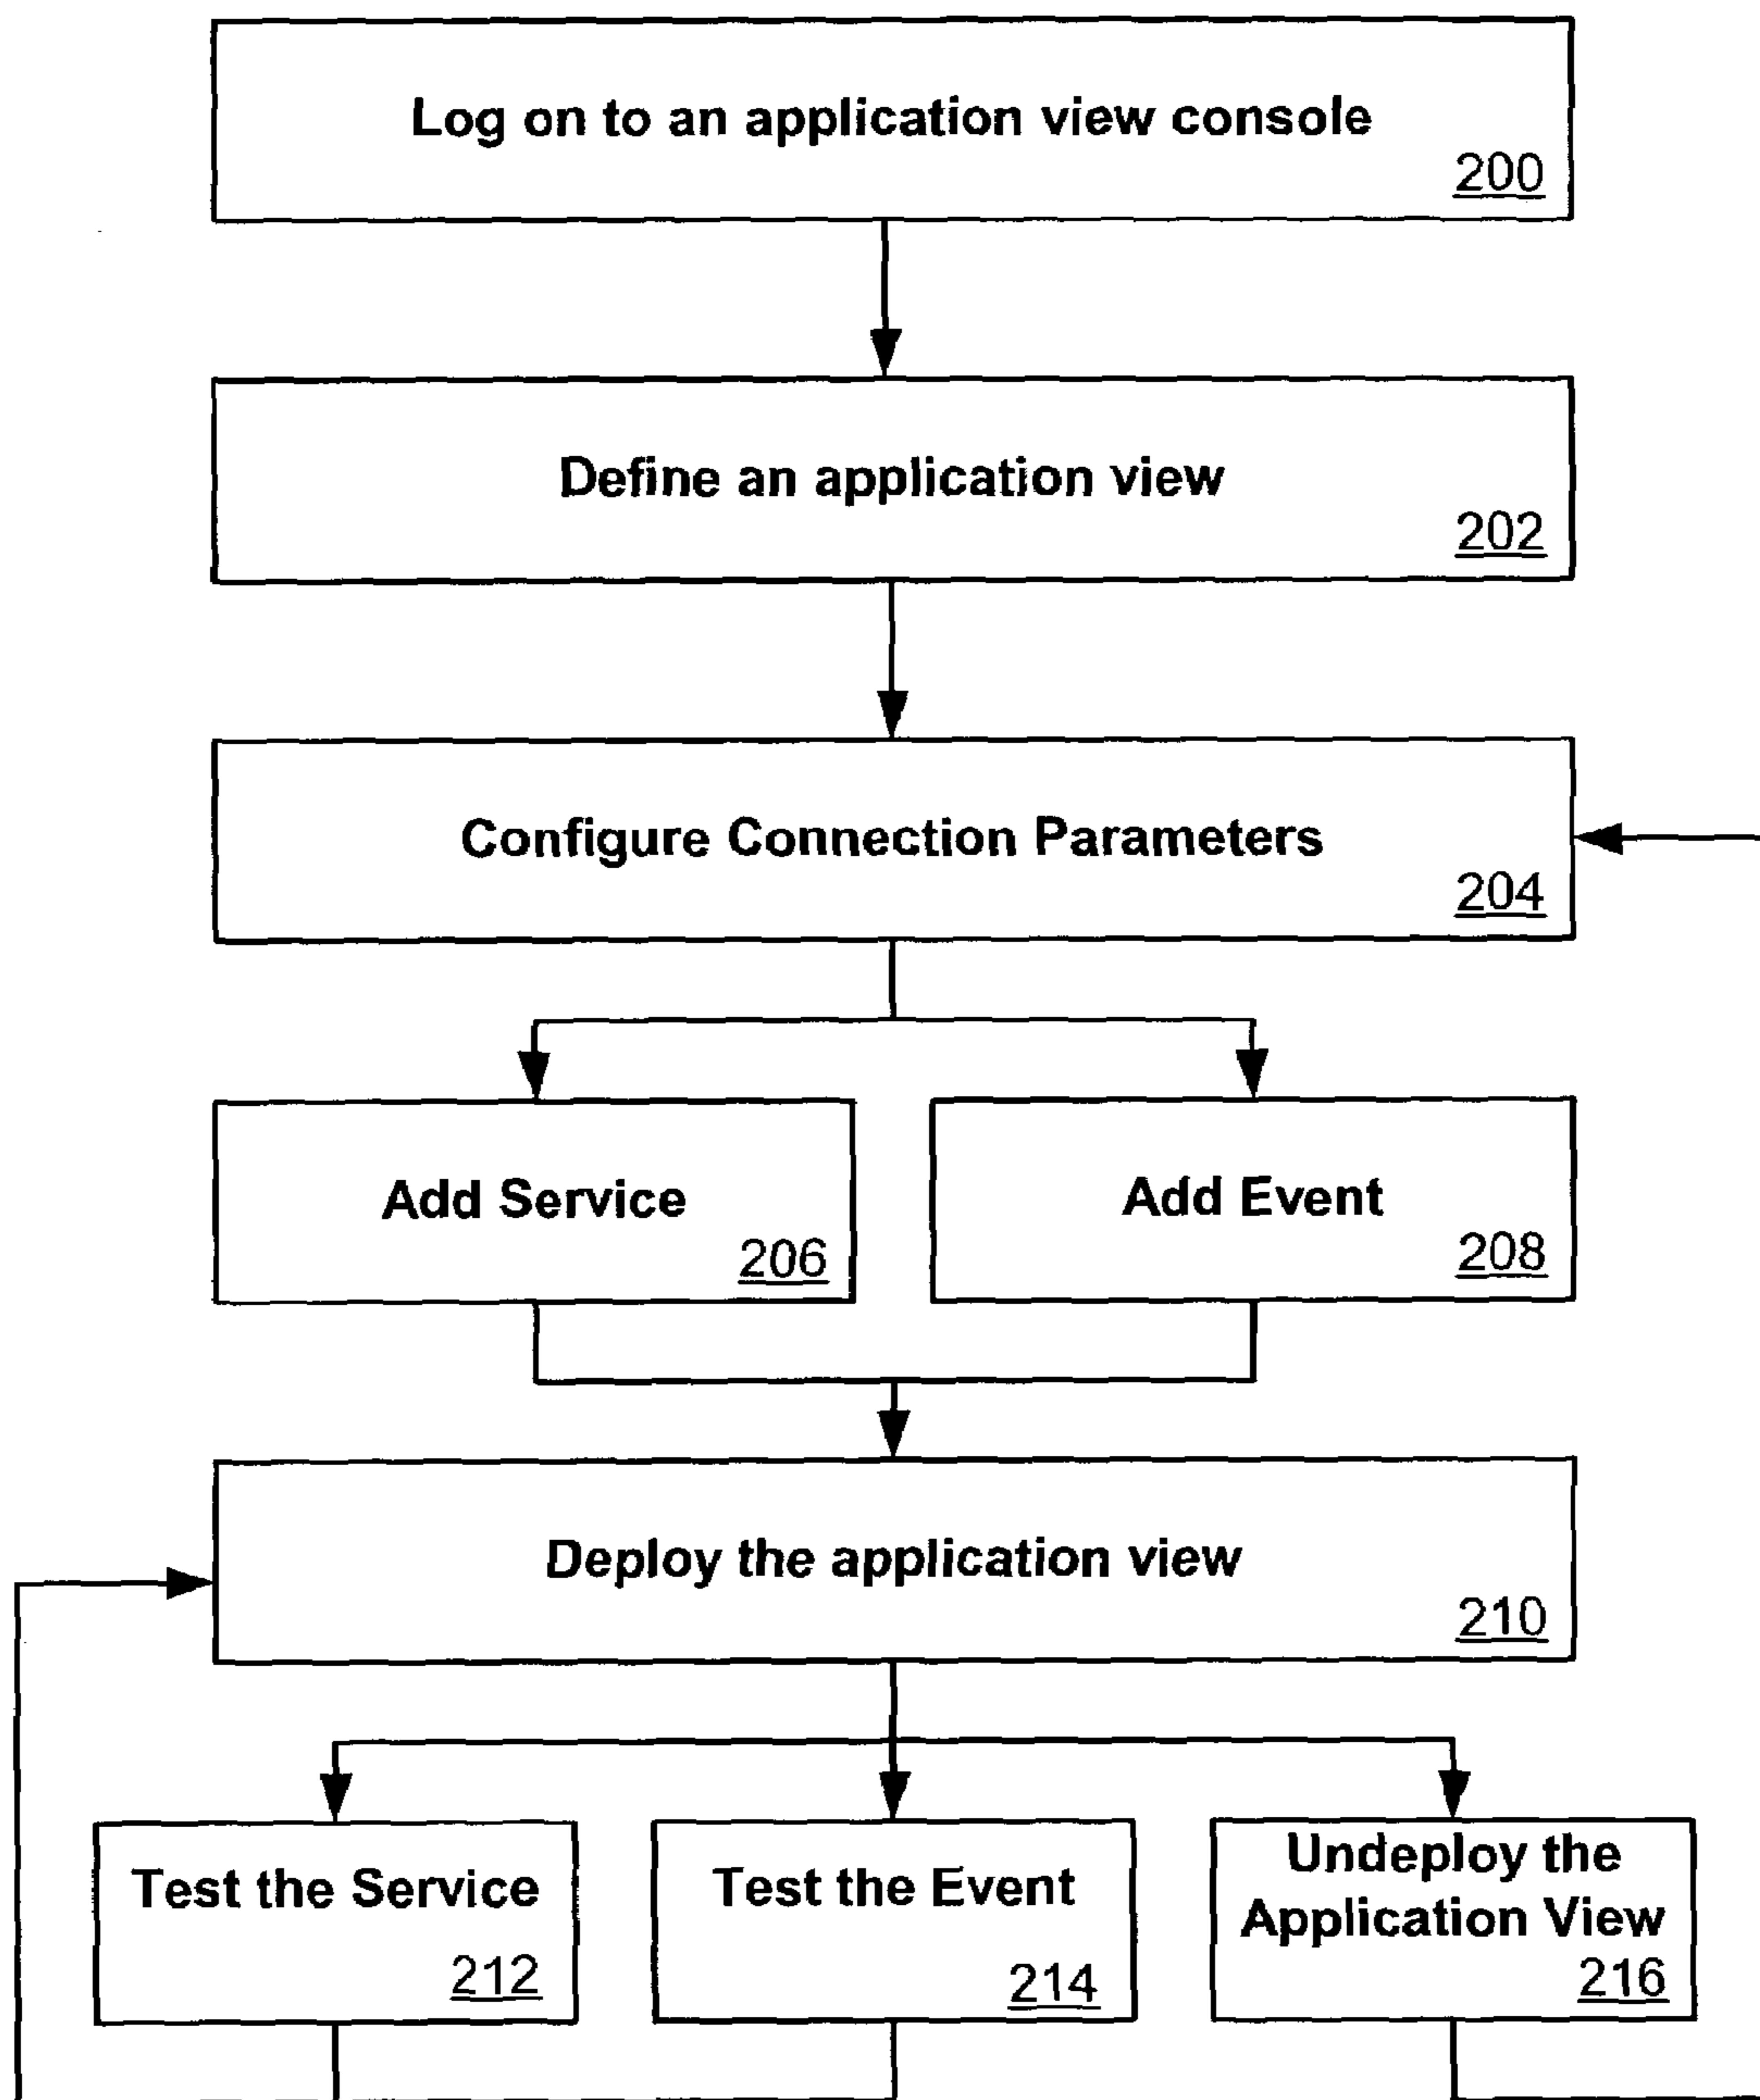 Log on to an application view console
200
Define an application view
202
Configure Connection Parameters
204
Add Service
206
Add Event
208
Deploy the application view
210
Test the Service
212
Test the Event
214
Undeploy the
Application View
216